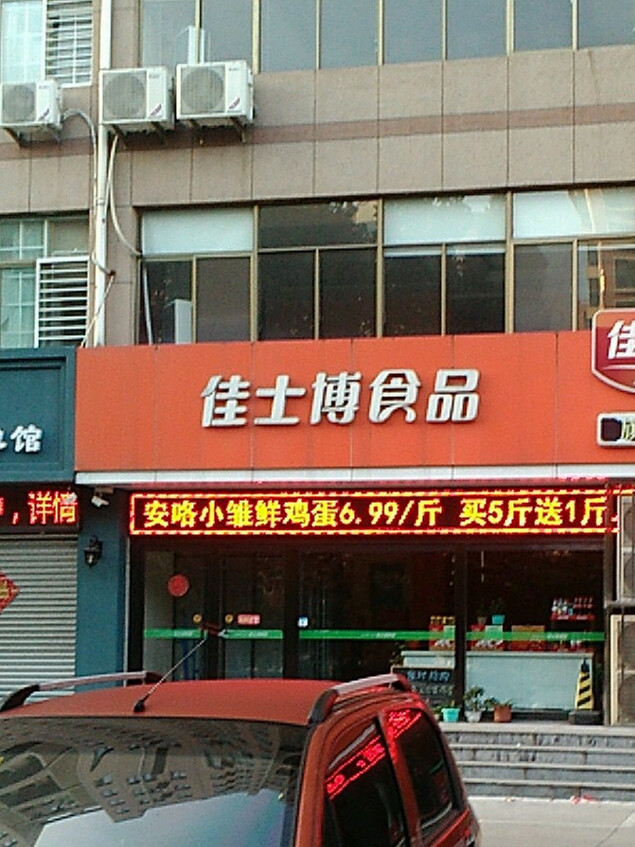 佳士博食品
佳
馆
，详情
安咯小雏鲜鸡蛋6.99/斤 买5斤送1斤